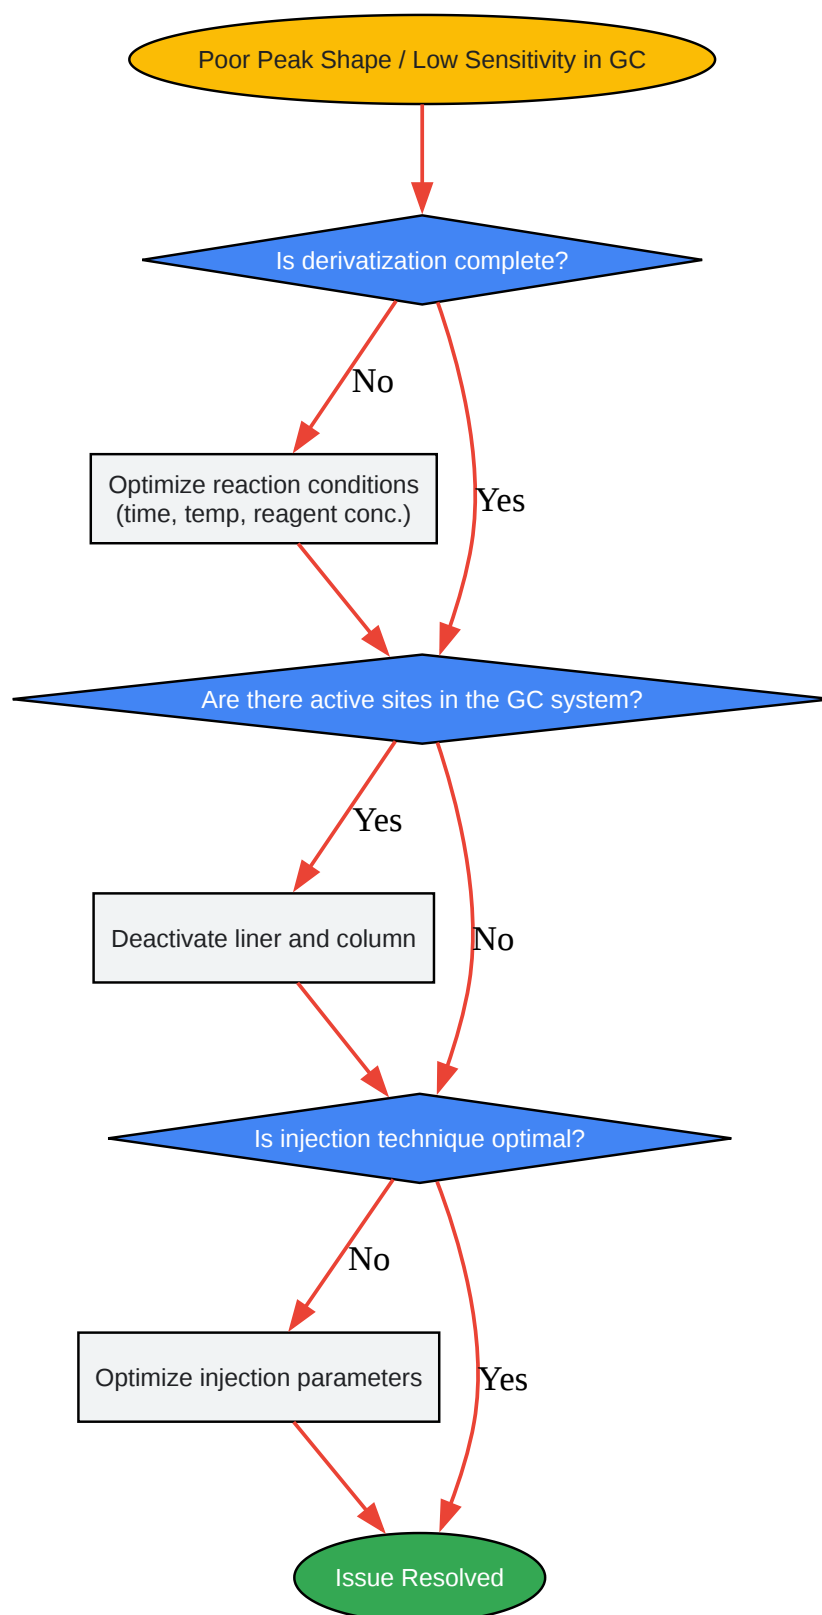 Poor Peak Shape / Low Sensitivity in GC
Is derivatization complete?
No
Optimize reaction conditions
(time, temp, reagent conc.)
Yes
Are there active sites in the GC system?
Yes
Deactivate liner and column
No
Is injection technique optimal?
No
Optimize injection parameters
Yes
Issue Resolved